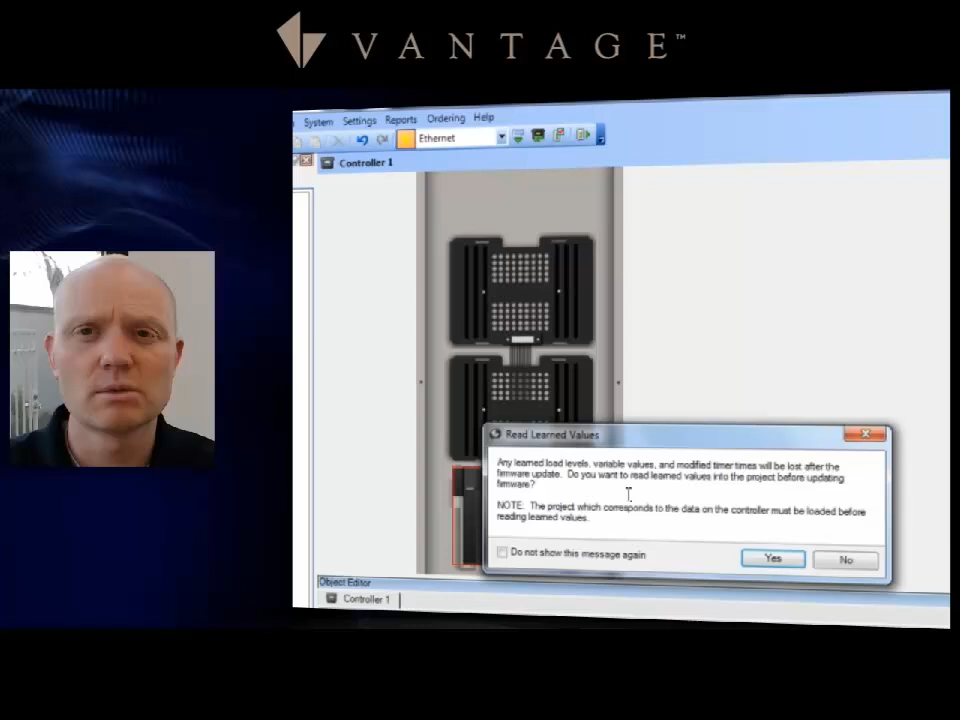 VANTAGE™
System Settings Reports Ordering Help
Ethernet
Controller 1
Read Learned Values
Any learned load levels, variable values, and modified timer times will be lost after the
firmware update. Do you want to read learned values into the project before updating
firmware?
NOTE: The project which corresponds to the data on the controller must be loaded before
reading learned values.
Do not show this message again
Yes
No
Object Editor
Controller 1